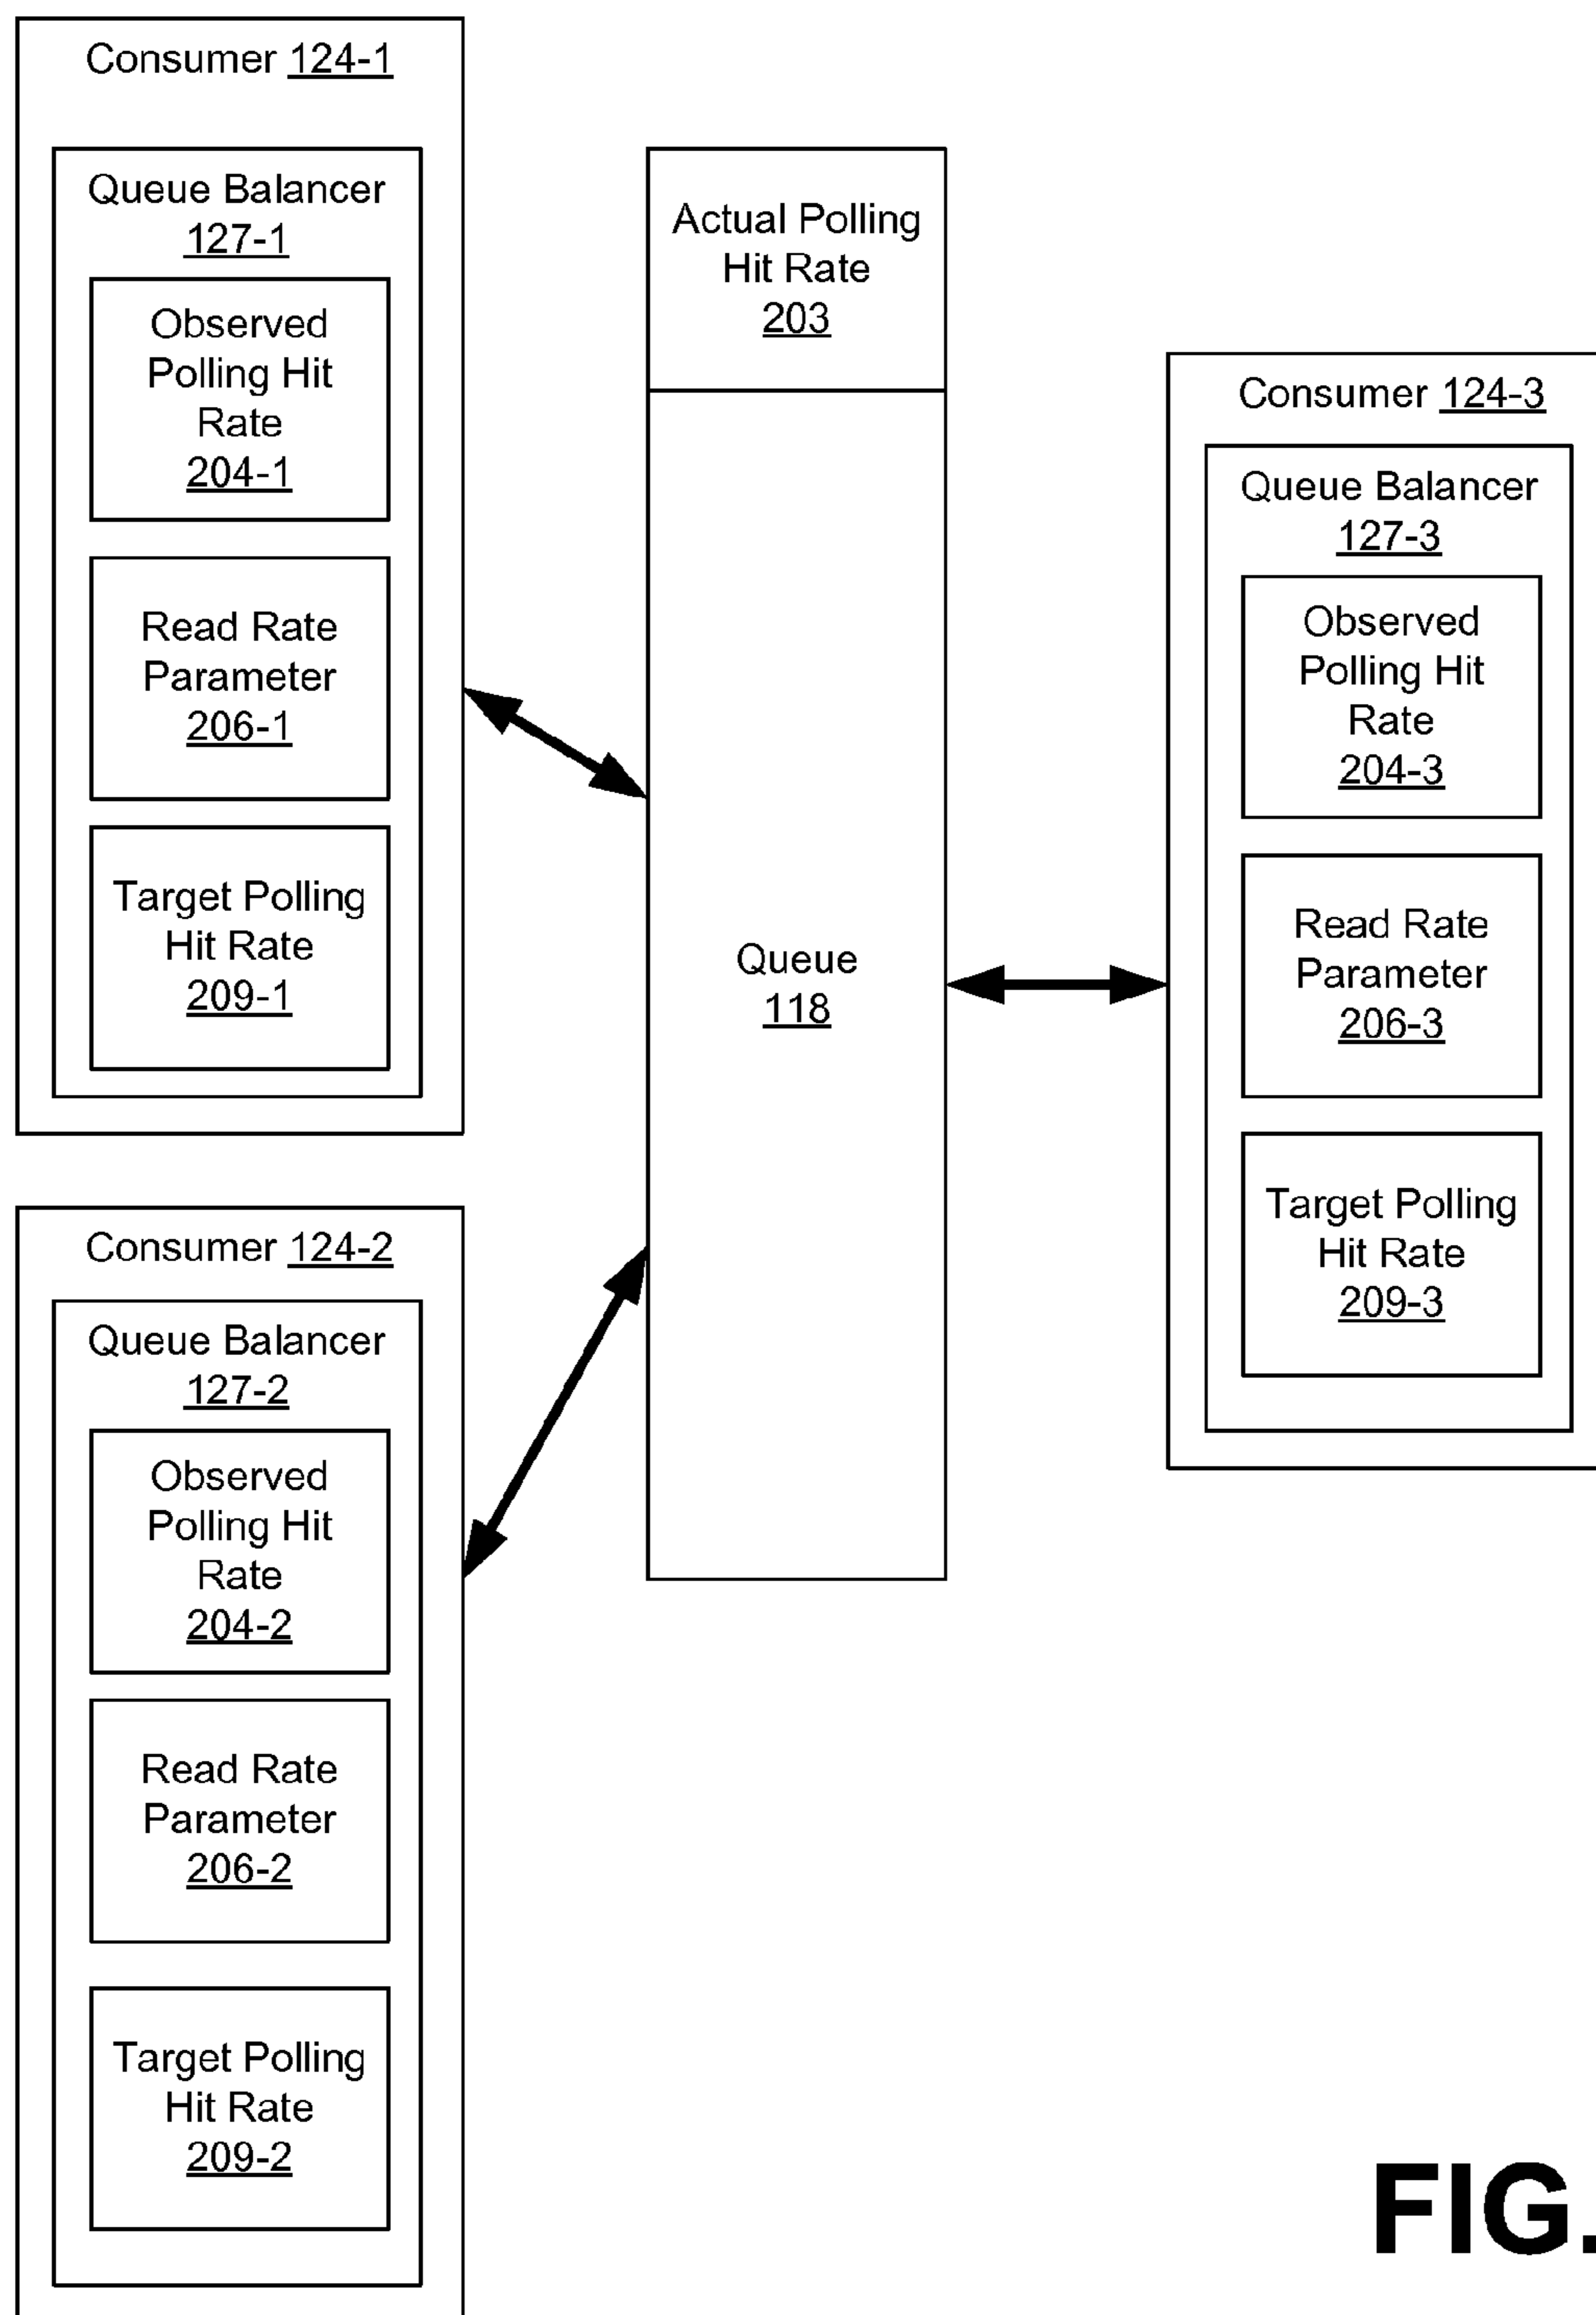 Consumer 124-1
Queue Balancer
127-1
Observed
Polling Hit
Rate
204-1
Read Rate
Parameter
206-1
Target Polling
Hit Rate
209-1
Consumer 124-2
Queue Balancer
127-2
Observed
Polling Hit
Rate
204-2
Read Rate
Parameter
206-2
Target Polling
Hit Rate
209-2
Actual Polling
Hit Rate
203
Queue
118
Consumer 124-3
Queue Balancer
127-3
Observed
Polling Hit
Rate
204-3
Read Rate
Parameter
206-3
Target Polling
Hit Rate
209-3
FIG.